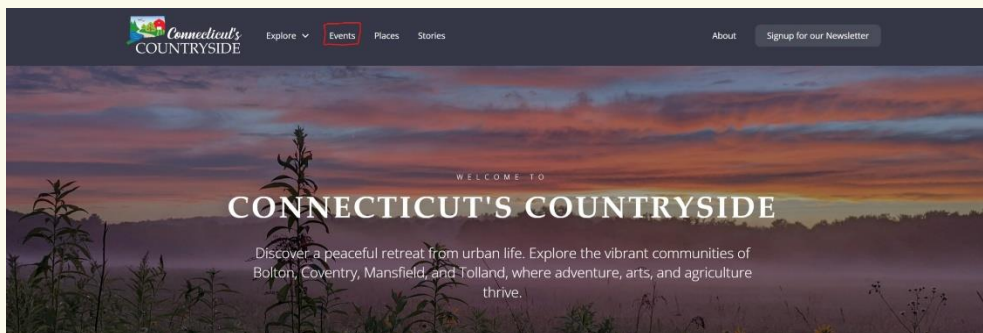 Connecticut's
COUNTRYSIDE
Explore Events Places Stories About Signup for our Newsletter
WELCOME TO
CONNECTICUT'S COUNTRYSIDE
Discover a peaceful retreat from urban life. Explore the vibrant communities of
Bolton, Coventry, Mansfield, and Tolland, where adventure, arts, and agriculture
thrive.